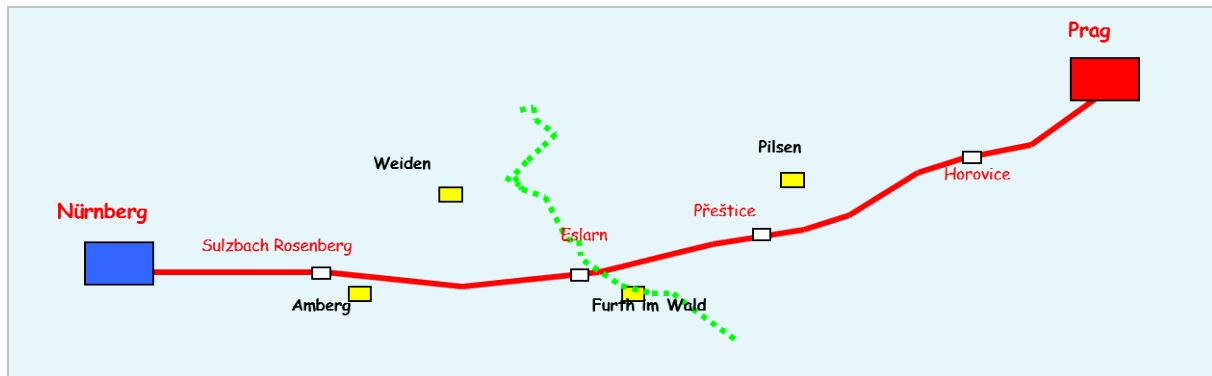 Prag
Weiden
Pilsen
Horovice
Nürnberg
Přeštice
Sulzbach Rosenberg
Eslarn
Amberg
Furth im Wald